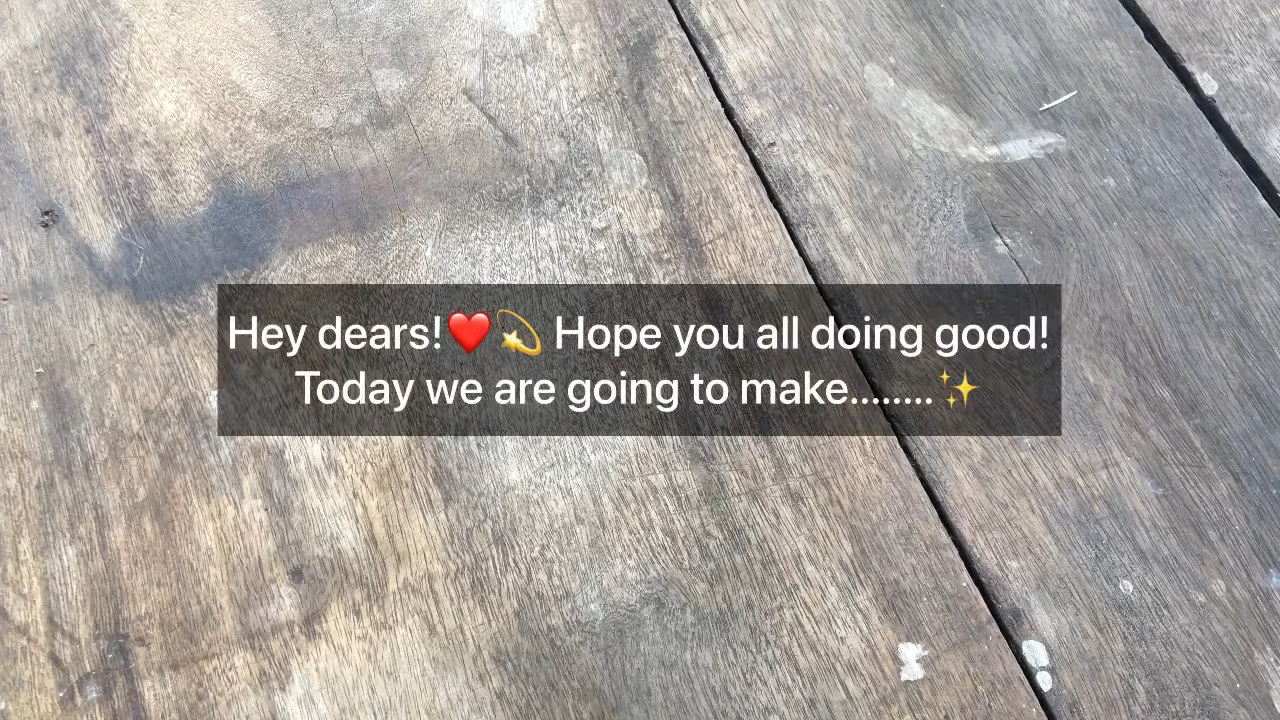 Hey dears!❤️💫 Hope you all doing good!
Today we are going to make........✨